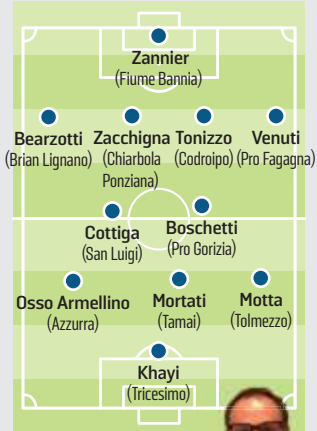 Zannier
(Fiume Bannia)
Bearzotti Zacchigna Tonizzo Venuti
(Brian Lignano) (Chiarbola (Codroipo) (Pro Fagagna)
Ponziana)
Cottiga
(San Luigi)
Boschetti
(Pro Gorizia)
Osso Armellino Mortati Motta
(Azzurra) (Tamai) (Tolmezzo)
Khayi
(Tricesimo)